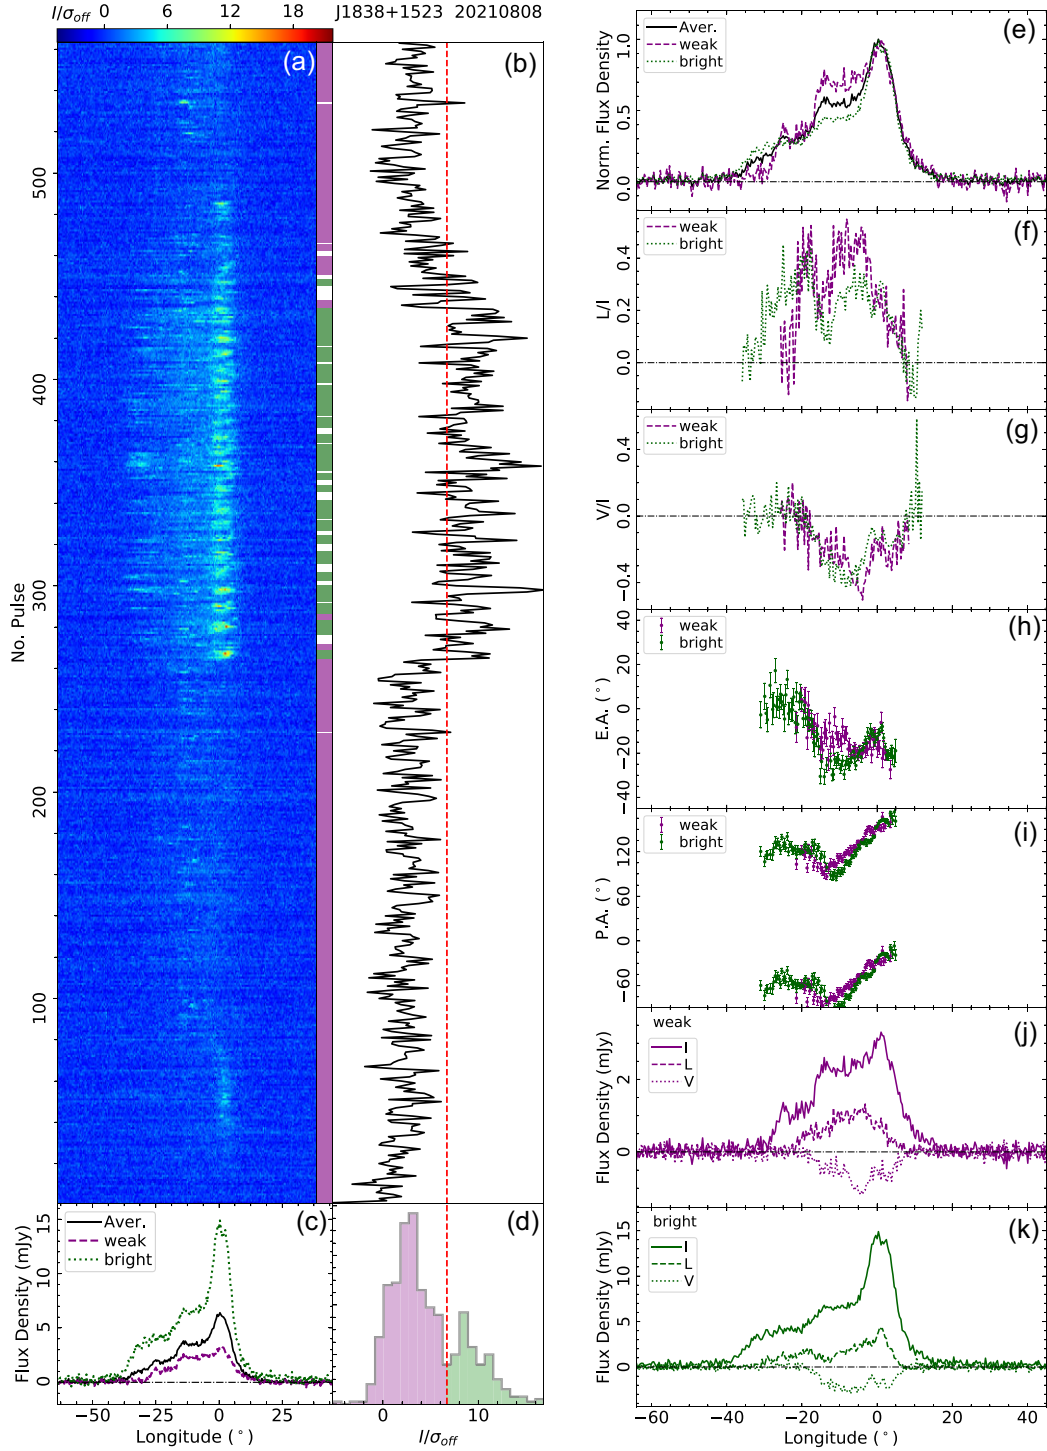 I/σoff 0 6 12 18
J1838+1523 20210808
(a)
(b)
No. Pulse
500
400
300
200
100
(c)
Aver.
weak
bright
Flux Density (mJy)
15
10
5
0
−50 −25 0 25
Longitude (°)
(d)
0 10
I/σoff
(e)
Aver.
weak
bright
Norm. Flux Density
1.0
0.5
0.0
(f)
weak
bright
L/I
0.4
0.2
0.0
(g)
weak
bright
V/I
0.4
0.0
−0.4
(h)
weak
bright
E.A. (°)
40
20
0
−20
−40
(i)
weak
bright
P.A. (°)
120
60
0
−60
(j)
weak
I
L
V
Flux Density (mJy)
2
0
(k)
bright
I
L
V
Flux Density (mJy)
15
10
5
0
−60 −40 −20 0 20 40
Longitude (°)